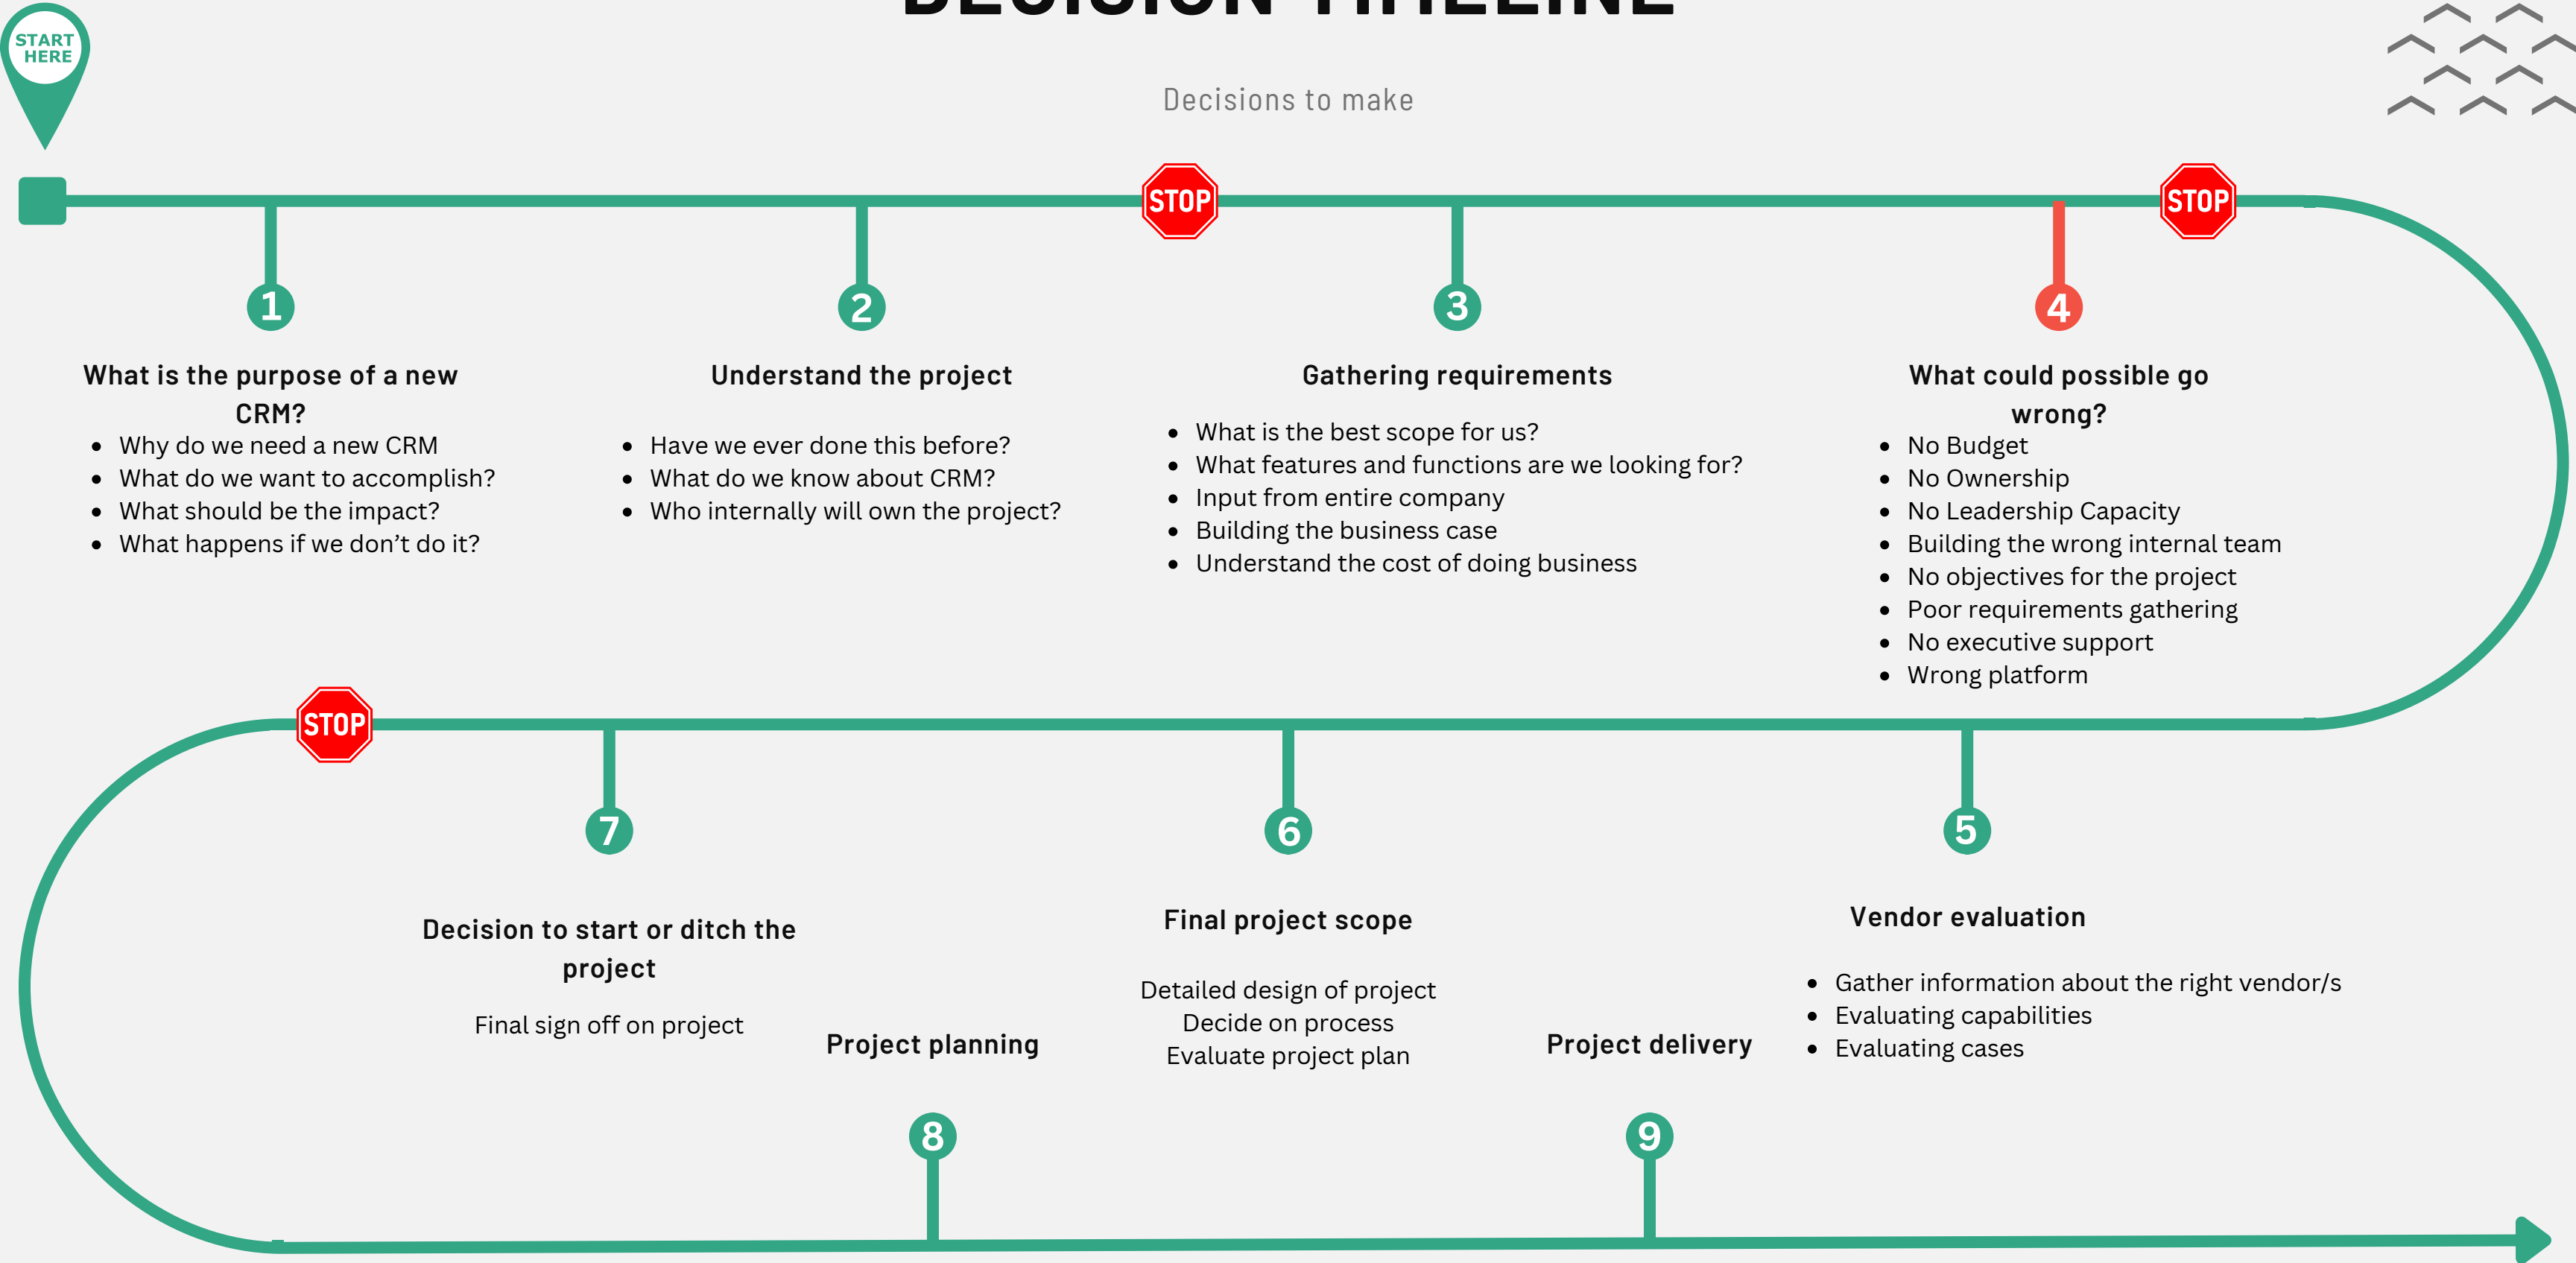 DECISION TIMELINE
START
HERE
Decisions to make
STOP
STOP
1
2
3
4
What is the purpose of a new
CRM?
Why do we need a new CRM
What do we want to accomplish?
What should be the impact?
What happens if we don’t do it?
Understand the project
Have we ever done this before?
What do we know about CRM?
Who internally will own the project?
Gathering requirements
What is the best scope for us?
What features and functions are we looking for?
Input from entire company
Building the business case
Understand the cost of doing business
What could possible go
wrong?
No Budget
No Ownership
No Leadership Capacity
Building the wrong internal team
No objectives for the project
Poor requirements gathering
No executive support
Wrong platform
STOP
7
6
5
Decision to start or ditch the
project
Final sign off on project
Final project scope
Detailed design of project
Decide on process
Evaluate project plan
Vendor evaluation
Gather information about the right vendor/s
Evaluating capabilities
Evaluating cases
Project planning
Project delivery
8
9